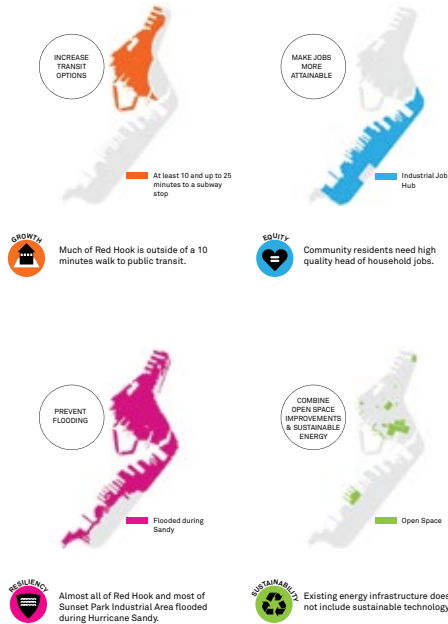 INCREASE
TRANSIT
OPTIONS
At least 10 and up to 25
minutes to a subway
stop
GROWTH
Much of Red Hook is outside of a 10
minutes walk to public transit.
MAKE JOBS
MORE
ATTAINABLE
Industrial Job
Hub
EQUITY
Community residents need high
quality head of household jobs.
PREVENT
FLOODING
Flooded during
Sandy
RESILIENCY
Almost all of Red Hook and most of
Sunset Park Industrial Area flooded
during Hurricane Sandy.
COMBINE
OPEN SPACE
IMPROVEMENTS
& SUSTAINABLE
ENERGY
Open Space
SUSTAINABILITY
Existing energy infrastructure does
not include sustainable technology